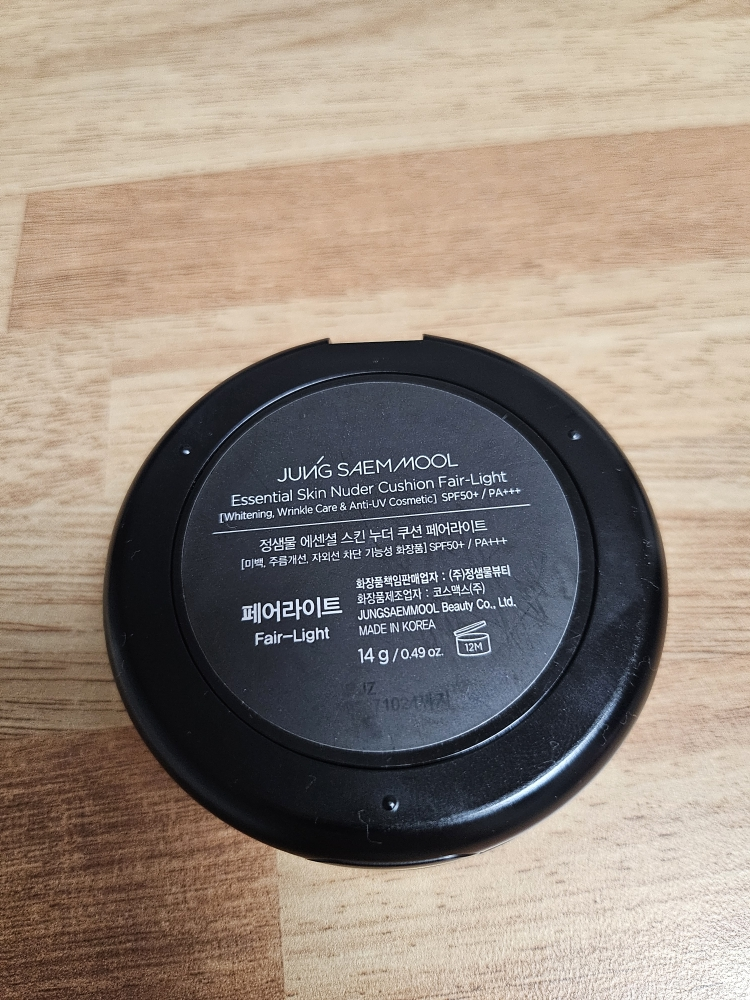 JUNG SAEM MOOL
Essential Skin Nuder Cushion Fair-Light
[Whitening, Wrinkle Care & Anti-UV Cosmetic] SPF50+ / PA+++
정샘물 에센셜 스킨 누더 쿠션 페어라이트
[미백, 주름개선, 자외선 차단 기능성 화장품] SPF50+ / PA+++
페어라이트
Fair-Light
화장품책임판매업자 : (주)정샘물뷰티
화장품제조업자 : 코스맥스(주)
JUNGSAEMMOOL Beauty Co., Ltd.
MADE IN KOREA
14 g / 0.49 oz.
12M